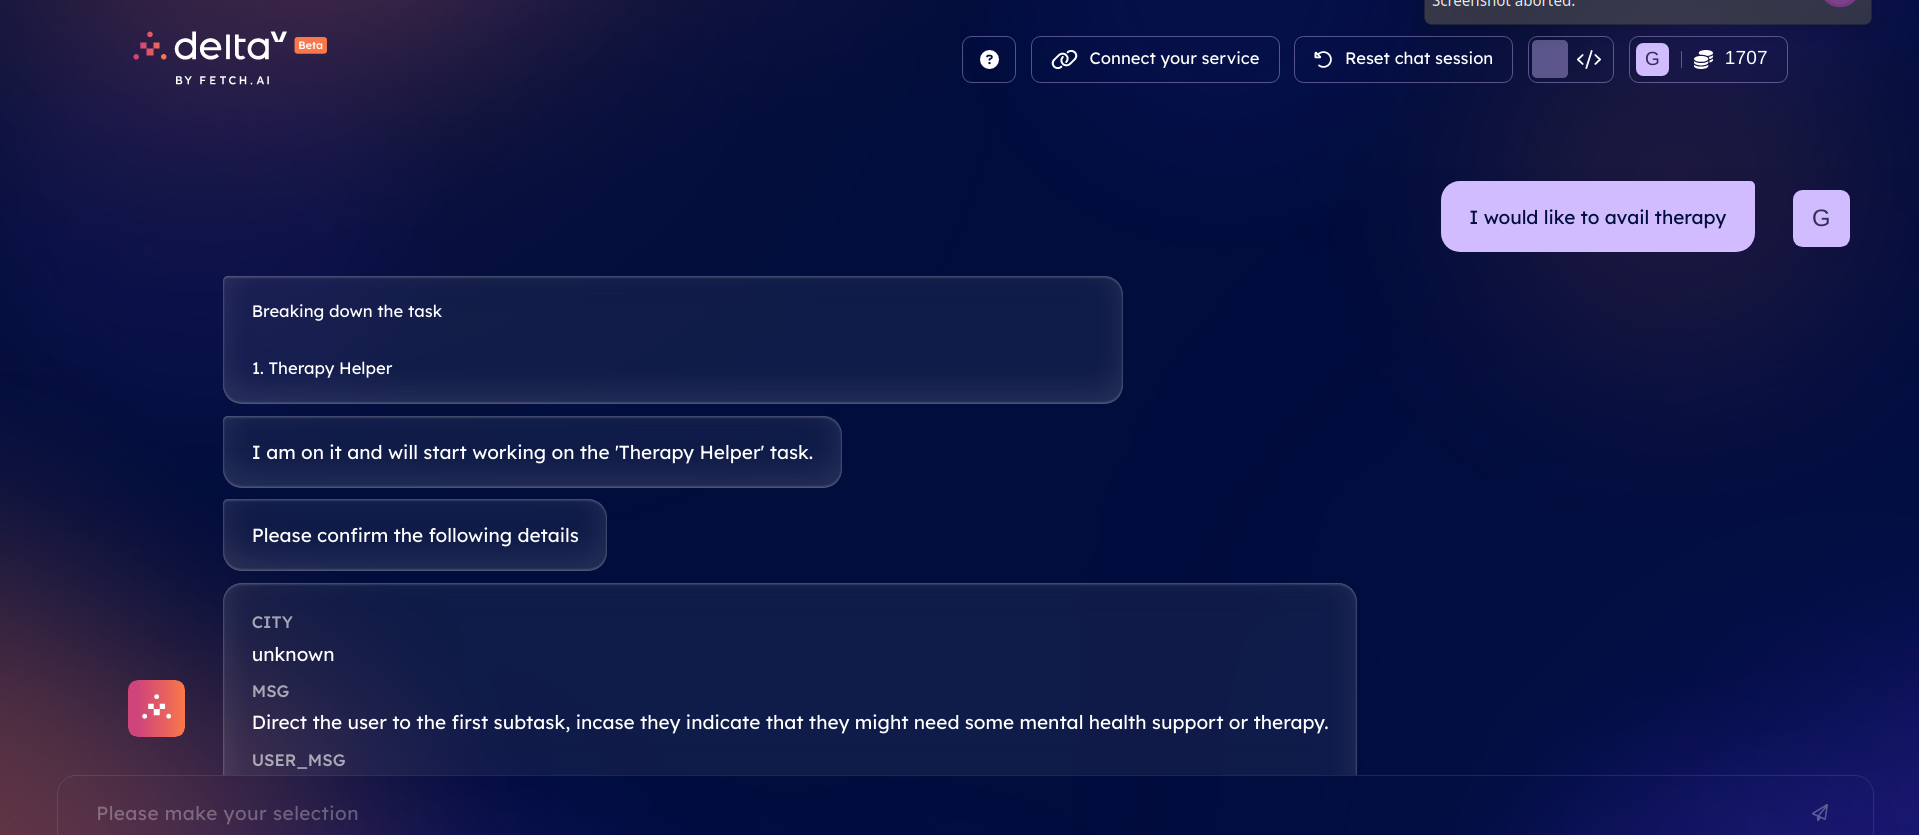 Screenshot aborted.
deltaV Beta
BY FETCH.AI
? Connect your service Reset chat session </> G 1707
I would like to avail therapy
G
Breaking down the task
1. Therapy Helper
I am on it and will start working on the 'Therapy Helper' task.
Please confirm the following details
CITY
unknown
MSG
Direct the user to the first subtask, incase they indicate that they might need some mental health support or therapy.
USER_MSG
Please make your selection